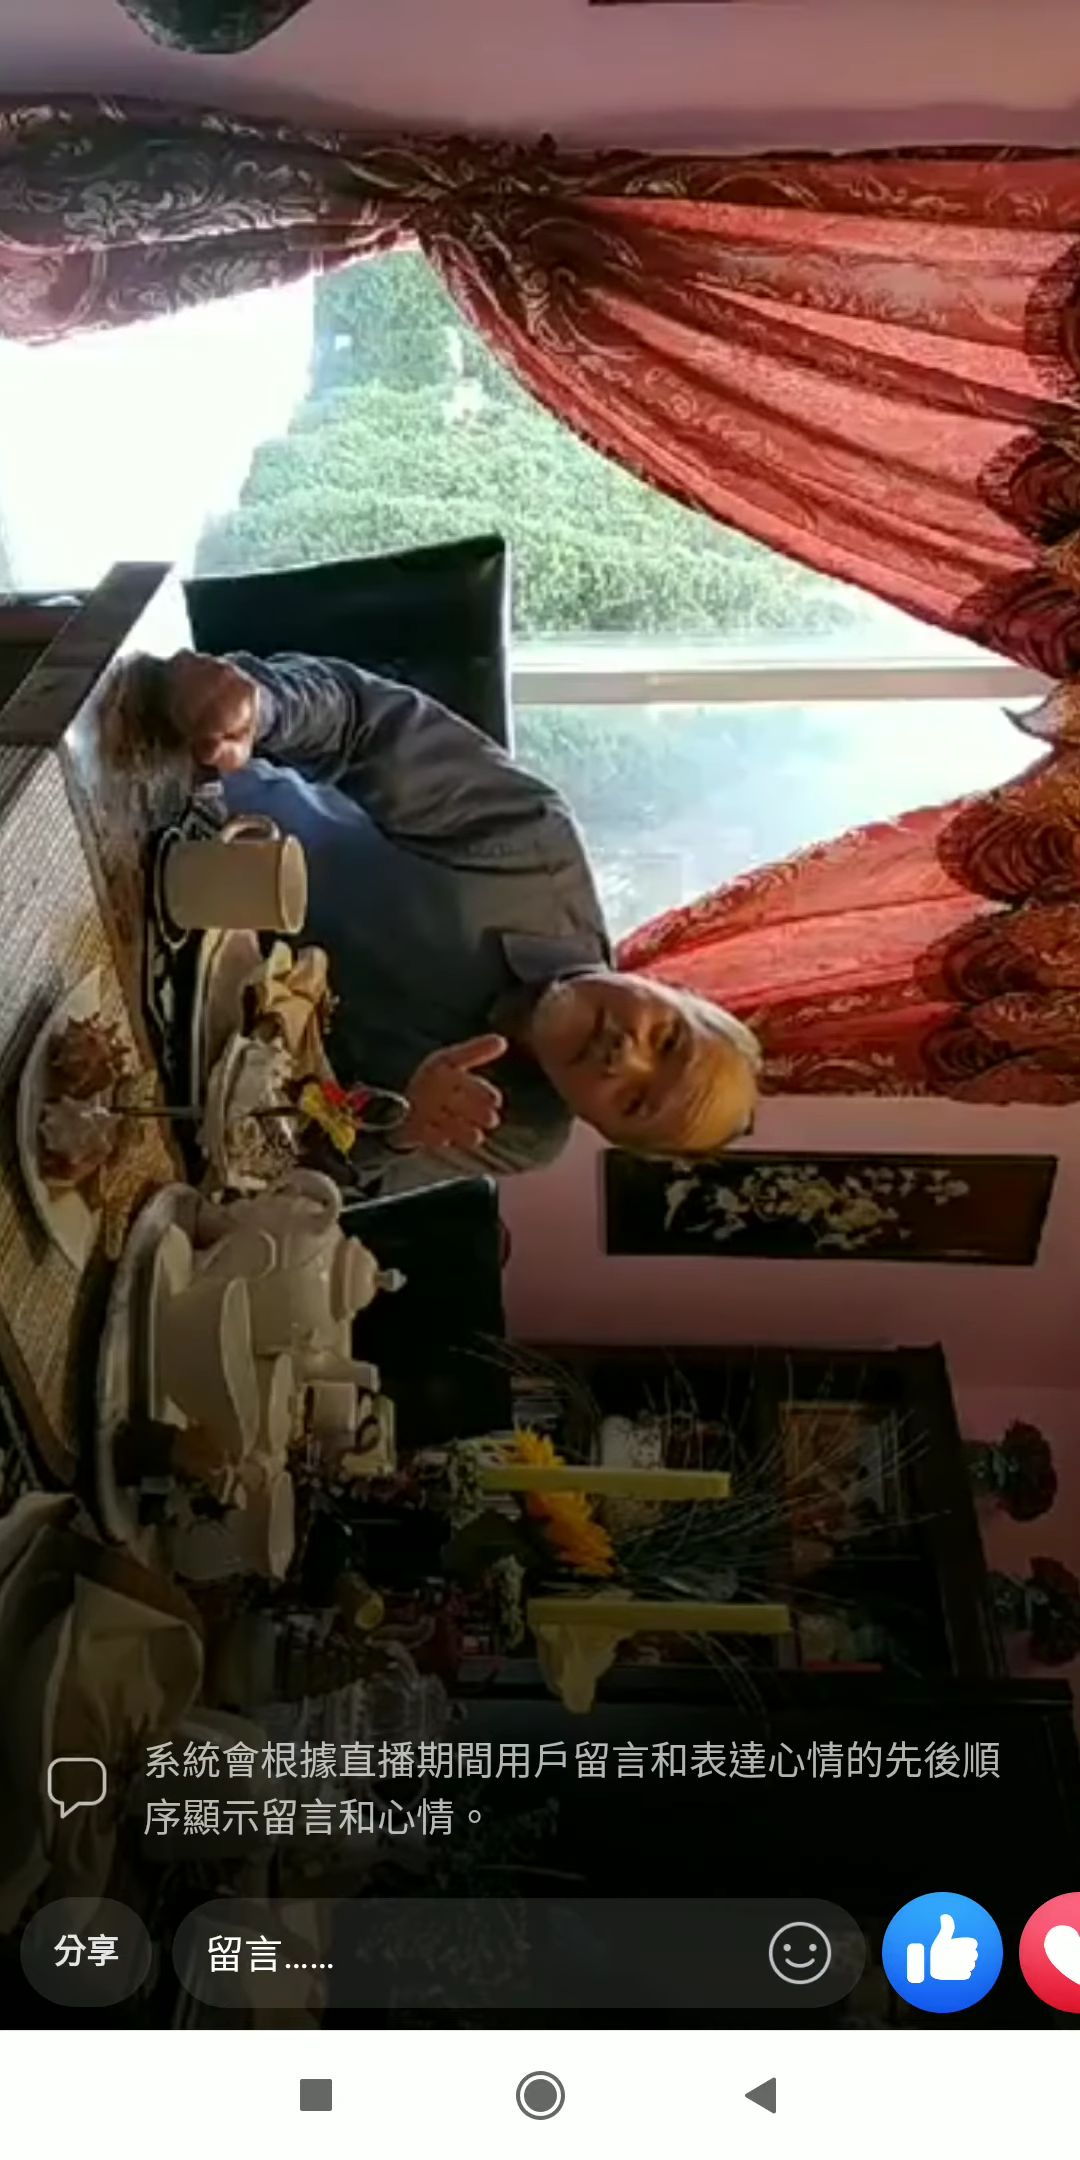 系統會根據直播期間用戶留言和表達心情的先後順
序顯示留言和心情。
分享
留言……